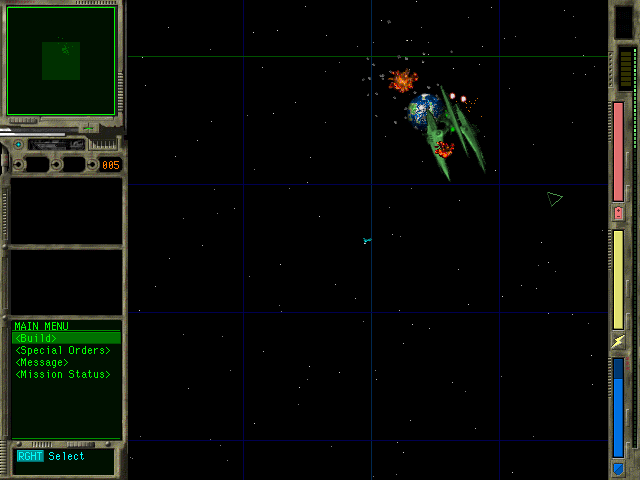 005
MAIN MENU
<Build>
<Special Orders>
<Message>
<Mission Status>
RGHT Select